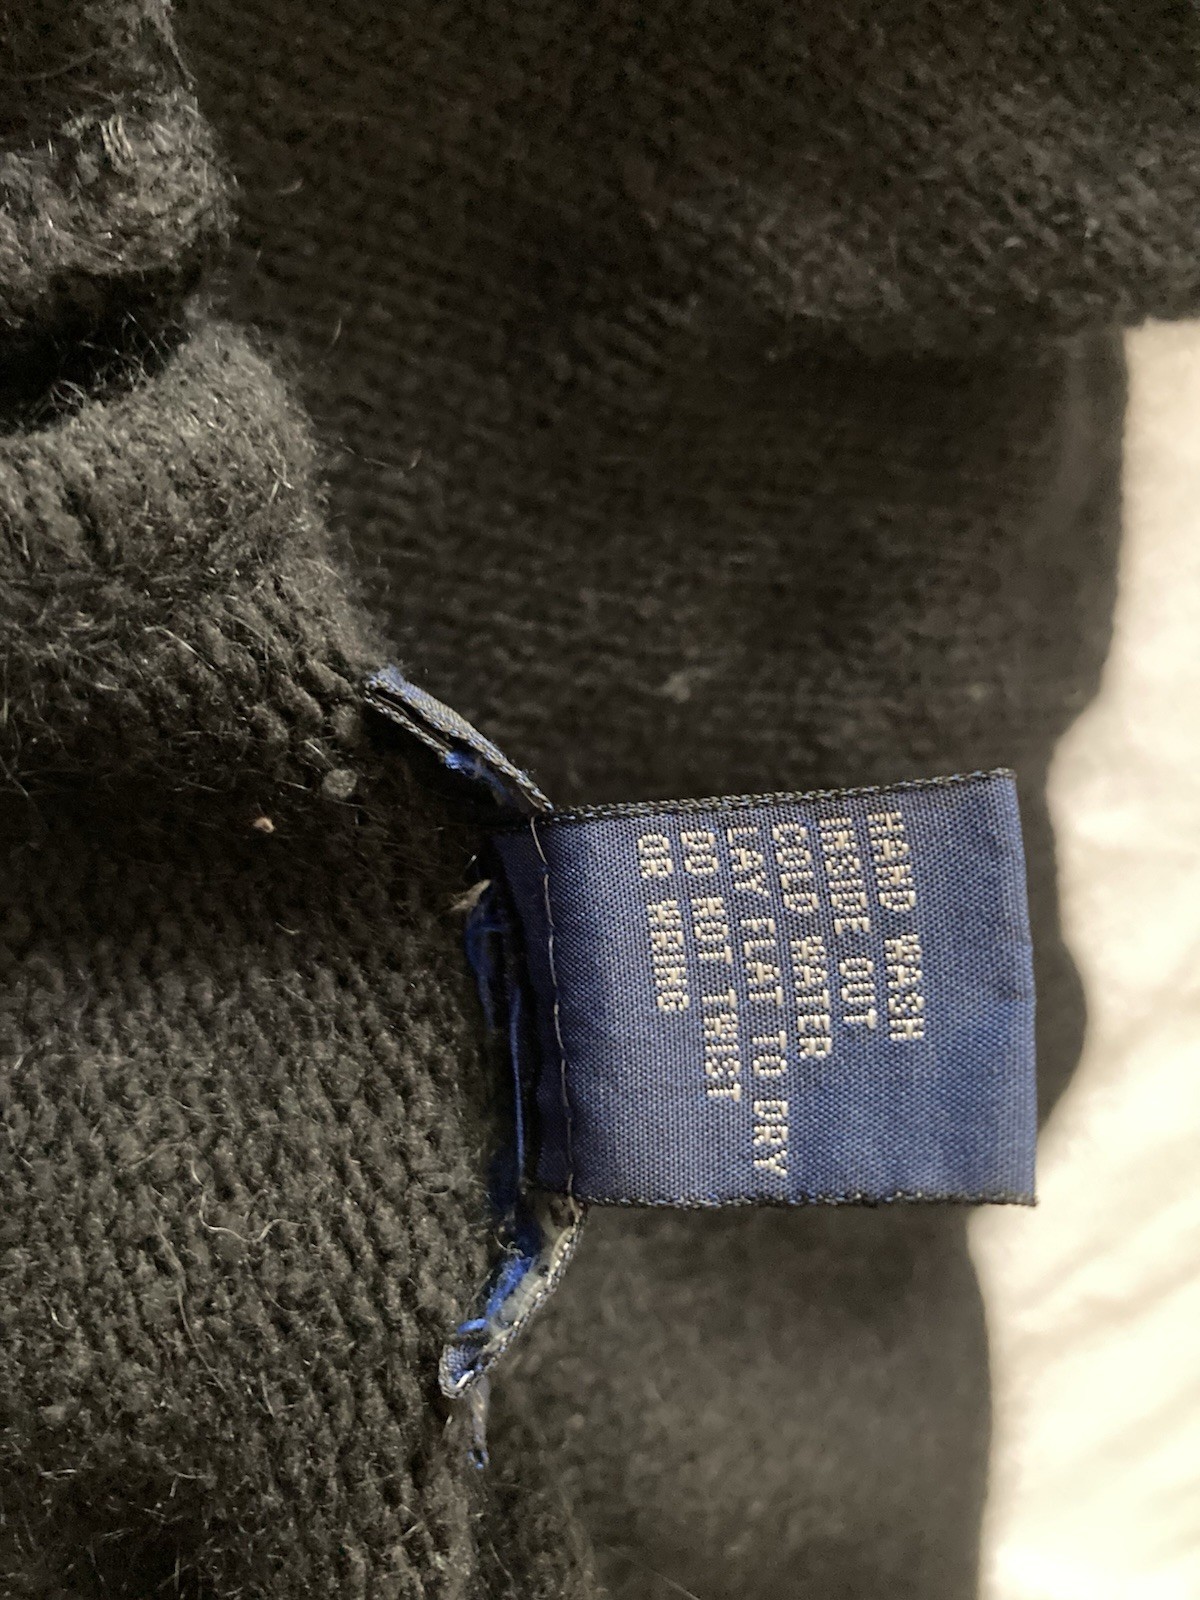 HAND WASH
INSIDE OUT
COLD WATER
LAY FLAT TO DRY
DO NOT TWIST
OR WRING